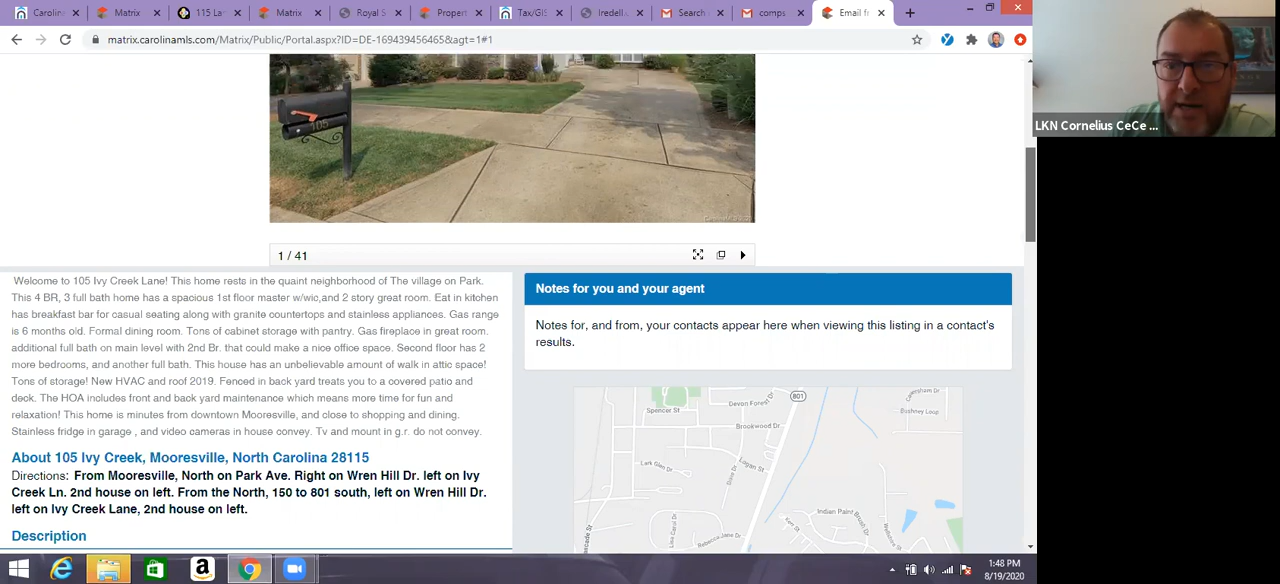 Carolin
Matrix
115 La
Matrix
Royal S
Propert
Tax/GIS
Iredell
Search
comps
Email fr
matrix.carolinamls.com/Matrix/Public/Portal.aspx?ID=DE-169439456465&agt=1#1
LKN Cornelius CeCe ...
105
1 / 41
Welcome to 105 Ivy Creek Lane! This home rests in the quaint neighborhood of The village on Park.
This 4 BR, 3 full bath home has a spacious 1st floor master w/wic,and 2 story great room. Eat in kitchen
has breakfast bar for casual seating along with granite countertops and stainless appliances. Gas range
is 6 months old. Formal dining room. Tons of cabinet storage with pantry. Gas fireplace in great room.
additional full bath on main level with 2nd Br. that could make a nice office space. Second floor has 2
more bedrooms, and another full bath. This house has an unbelievable amount of walk in attic space!
Tons of storage! New HVAC and roof 2019. Fenced in back yard treats you to a covered patio and
deck. The HOA includes front and back yard maintenance which means more time for fun and
relaxation! This home is minutes from downtown Mooresville, and close to shopping and dining.
Stainless fridge in garage , and video cameras in house convey. Tv and mount in g.r. do not convey.
About 105 Ivy Creek, Mooresville, North Carolina 28115
Directions: From Mooresville, North on Park Ave. Right on Wren Hill Dr. left on Ivy
Creek Ln. 2nd house on left. From the North, 150 to 801 south, left on Wren Hill Dr.
left on Ivy Creek Lane, 2nd house on left.
Description
Notes for you and your agent
Notes for, and from, your contacts appear here when viewing this listing in a contact's
results.
801
Spencer St
Devon Forest Dr
Brookwood Dr
Bushney Loop
Lark Glen Dr
Logan St
Indian Paint Brush Dr
Rebecca Jane Dr
1:48 PM
8/19/2020